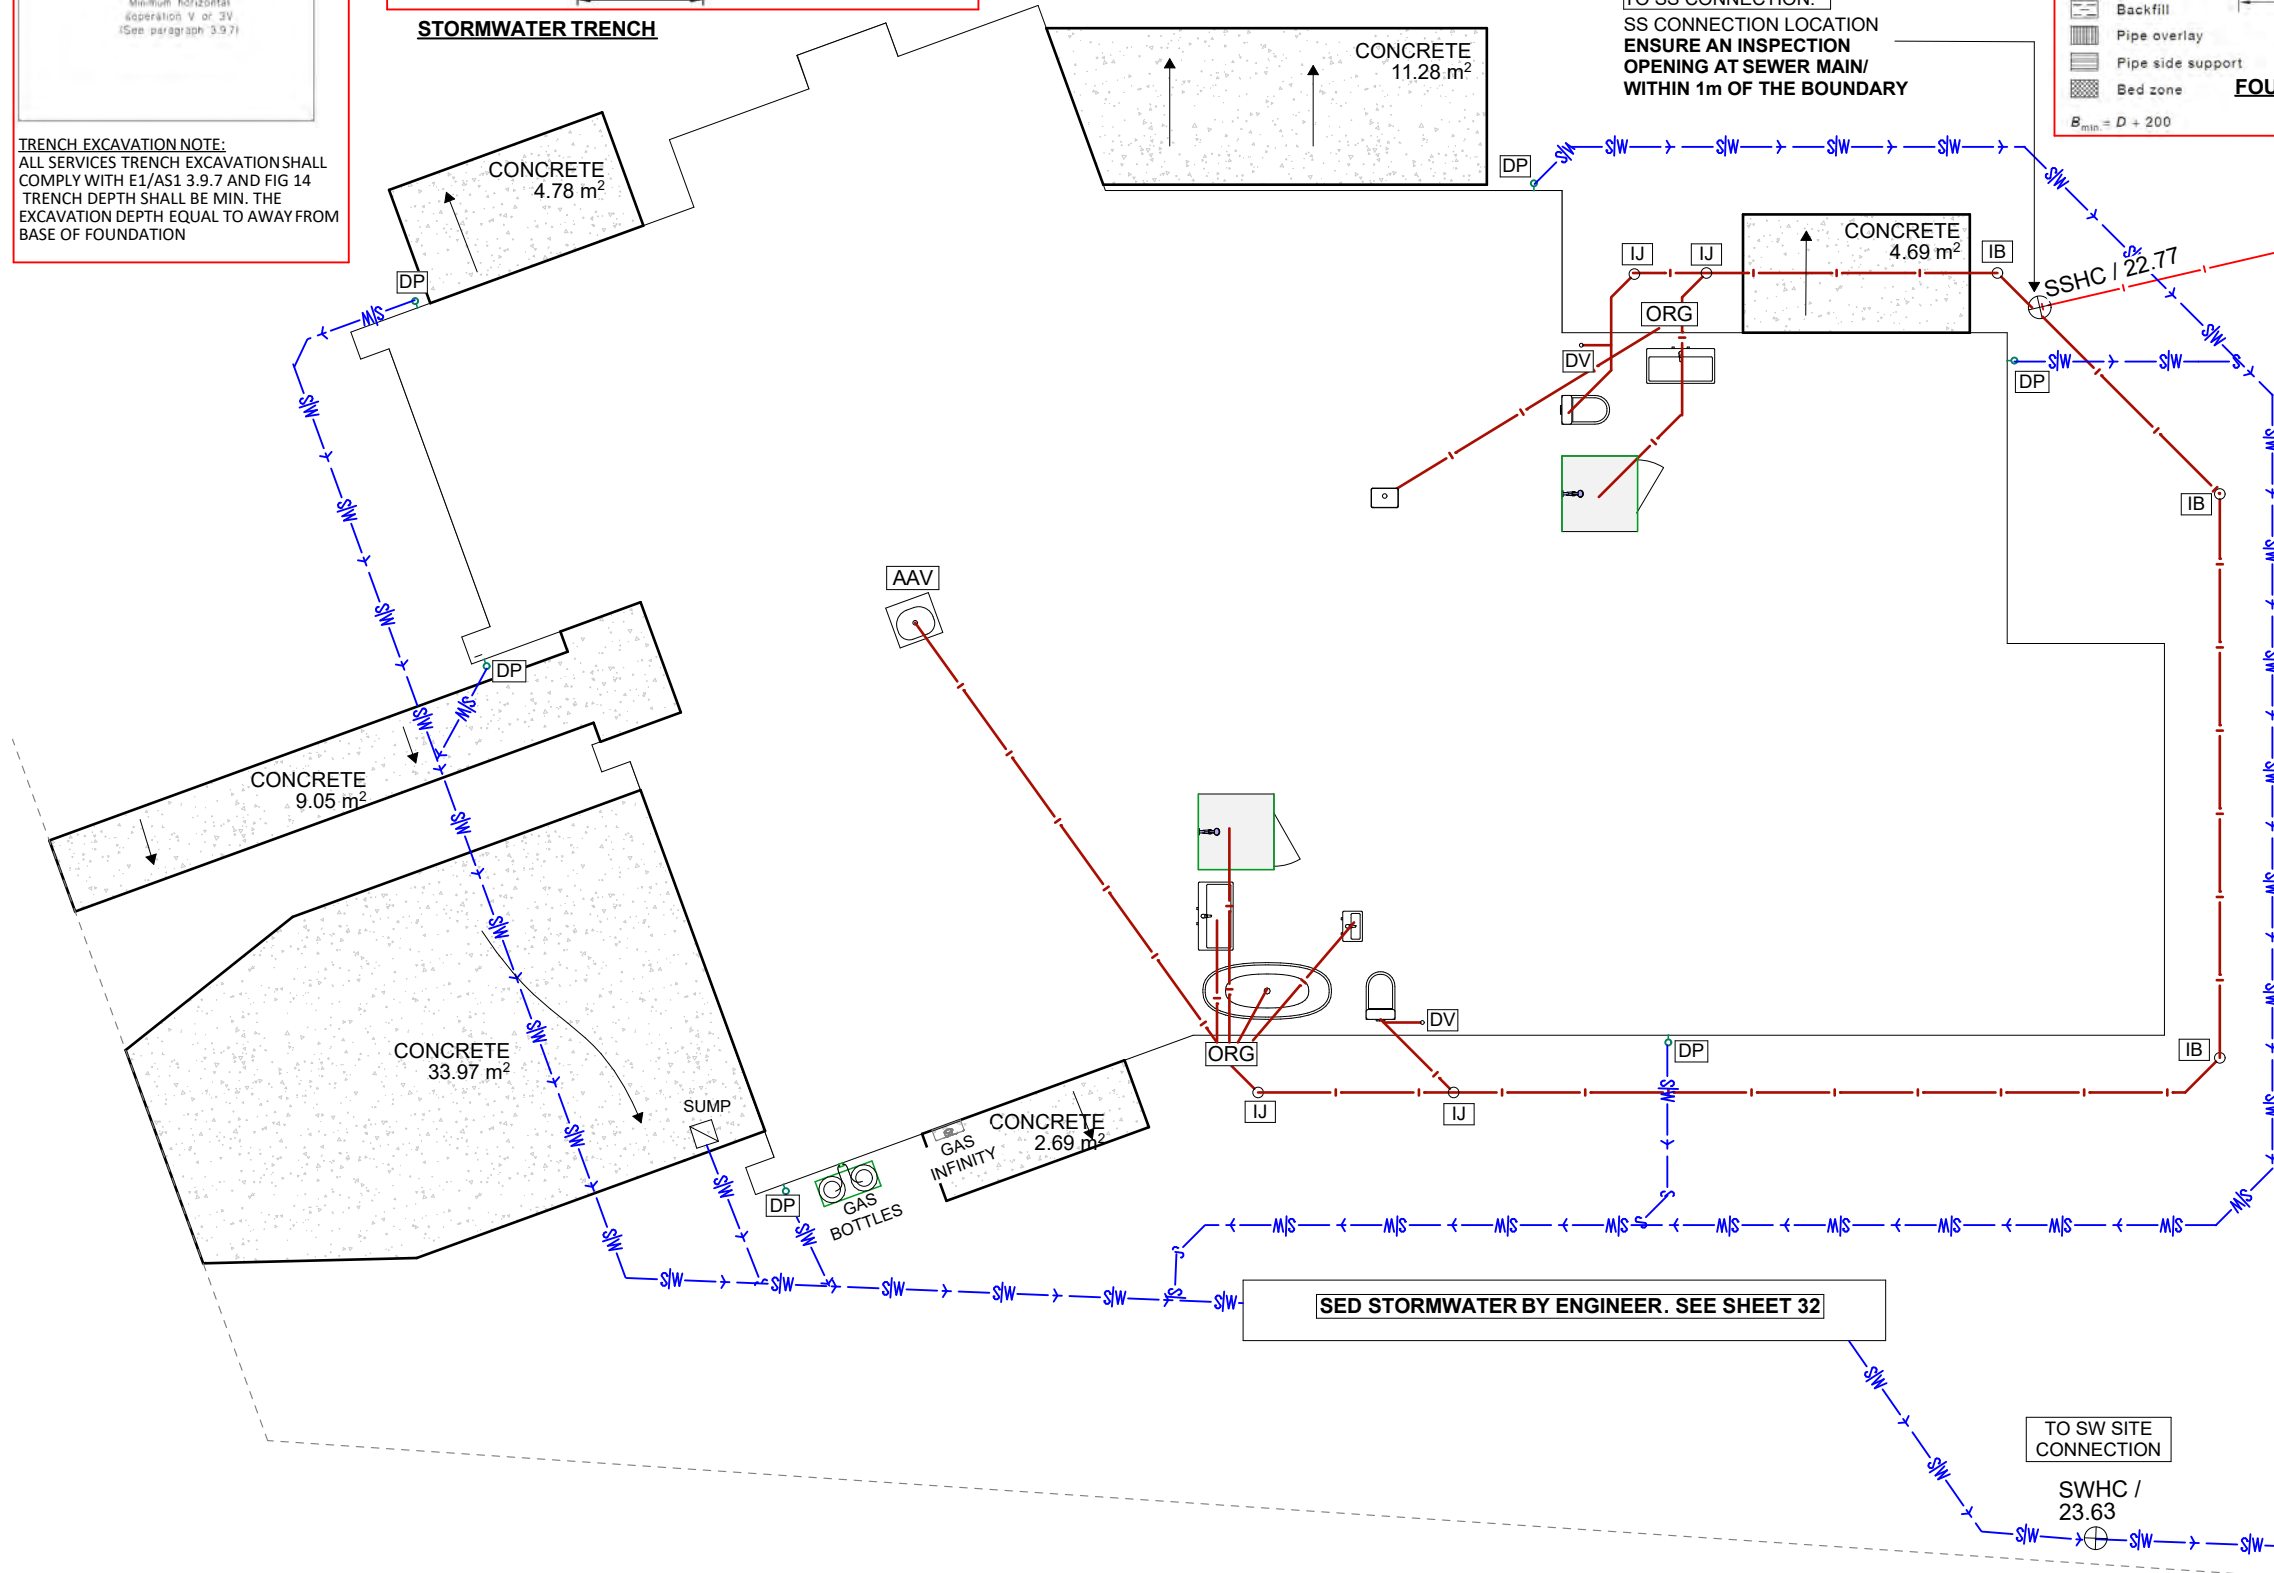 Minimum horizontal
seperation V or 3V
(See paragraph 3.9.7)
STORMWATER TRENCH
TRENCH EXCAVATION NOTE:
ALL SERVICES TRENCH EXCAVATION SHALL
COMPLY WITH E1/AS1 3.9.7 AND FIG 14
TRENCH DEPTH SHALL BE MIN. THE
EXCAVATION DEPTH EQUAL TO AWAY FROM
BASE OF FOUNDATION
TO SS CONNECTION.
SS CONNECTION LOCATION
ENSURE AN INSPECTION
OPENING AT SEWER MAIN/
WITHIN 1m OF THE BOUNDARY
Backfill
Pipe overlay
Pipe side support
Bed zone
FOU
Bmin. = D + 200
CONCRETE
11.28 m²
CONCRETE
4.78 m²
DP
S/W S/W S/W S/W S/W
S/W
DP
S/W
CONCRETE
4.69 m²
IJ
IJ
IB
SSHC / 22.77
S
S/W
ORG
DV
DP
S/W S/W S
S/W
S/W
S/W
S/W
IB
AAV
DP
S/W
S/W
CONCRETE
9.05 m²
S/W
S/W
CONCRETE
33.97 m²
S/W
SUMP
S/W
S/W
S/W
DP
S/W
GAS
BOTTLES
GAS
INFINITY
CONCRETE
2.69 m²
ORG
IJ
IJ
DV
DP
S/W
S
IB
S/W
S/W
S/W
S/W
S/W
S/W
S/W
S/W
S/W
S/W S/W S/W S/W S S/W S/W S/W S/W S/W
S
S/W S/W S/W S/W S/W S S/W
SED STORMWATER BY ENGINEER. SEE SHEET 32
S/W
S/W
TO SW SITE
CONNECTION
SWHC /
23.63
S/W S/W S/W